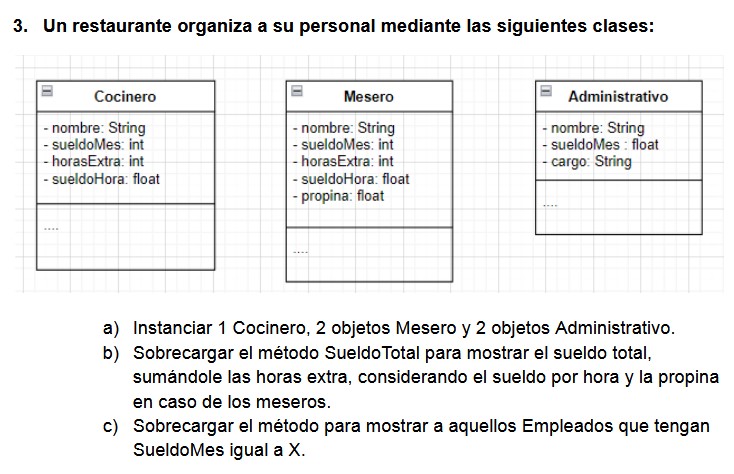 3. Un restaurante organiza a su personal mediante las siguientes clases:
Cocinero
- nombre: String
- sueldoMes: int
- horasExtra: int
- sueldoHora: float
....
Mesero
- nombre: String
- sueldoMes: int
- horasExtra: int
- sueldoHora: float
- propina: float
....
Administrativo
- nombre: String
- sueldoMes : float
- cargo: String
....
a) Instanciar 1 Cocinero, 2 objetos Mesero y 2 objetos Administrativo.
b) Sobrecargar el método SueldoTotal para mostrar el sueldo total,
sumándole las horas extra, considerando el sueldo por hora y la propina
en caso de los meseros.
c) Sobrecargar el método para mostrar a aquellos Empleados que tengan
SueldoMes igual a X.